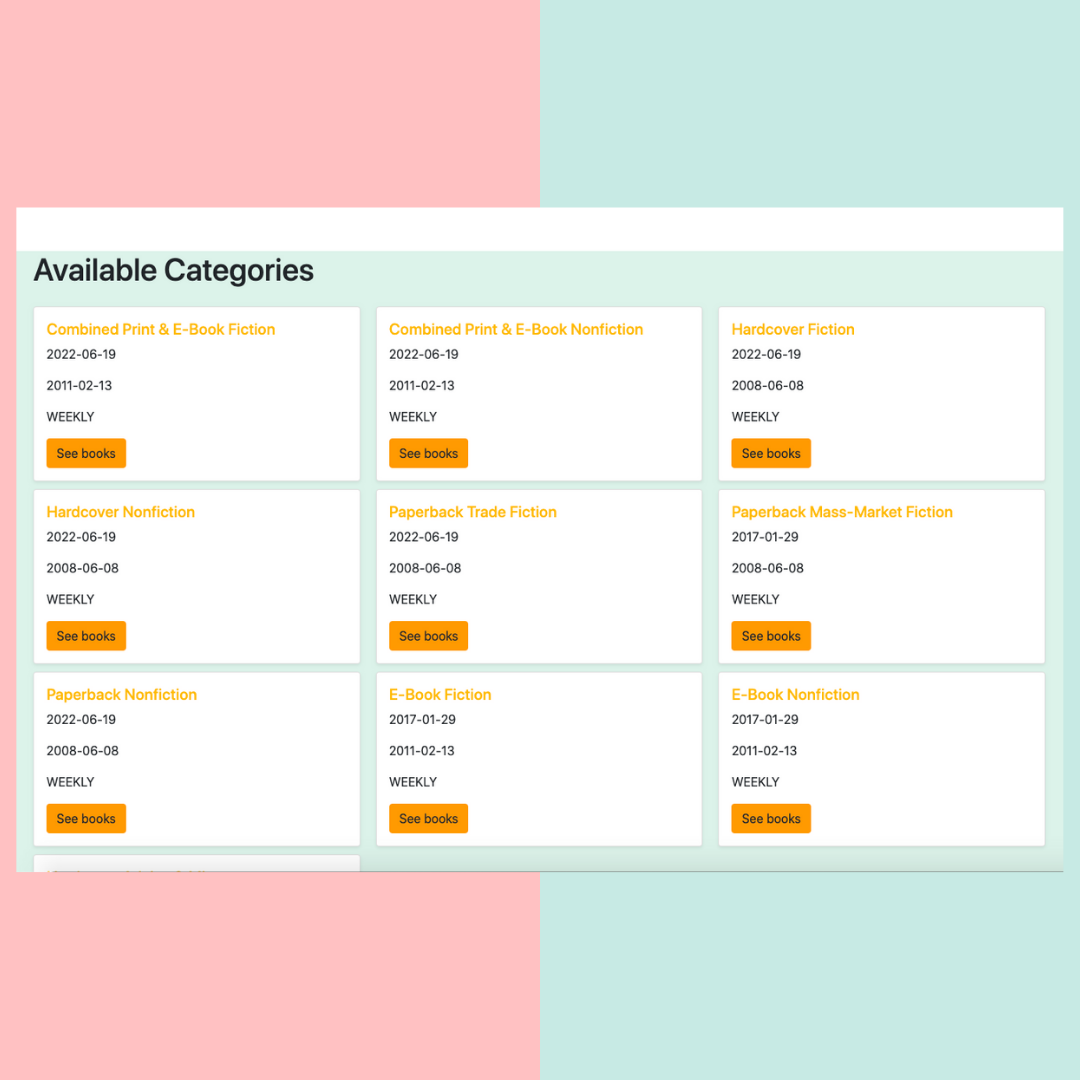 Available Categories
Combined Print & E-Book Fiction
2022-06-19
2011-02-13
WEEKLY
See books
Combined Print & E-Book Nonfiction
2022-06-19
2011-02-13
WEEKLY
See books
Hardcover Fiction
2022-06-19
2008-06-08
WEEKLY
See books
Hardcover Nonfiction
2022-06-19
2008-06-08
WEEKLY
See books
Paperback Trade Fiction
2022-06-19
2008-06-08
WEEKLY
See books
Paperback Mass-Market Fiction
2017-01-29
2008-06-08
WEEKLY
See books
Paperback Nonfiction
2022-06-19
2008-06-08
WEEKLY
See books
E-Book Fiction
2017-01-29
2011-02-13
WEEKLY
See books
E-Book Nonfiction
2017-01-29
2011-02-13
WEEKLY
See books